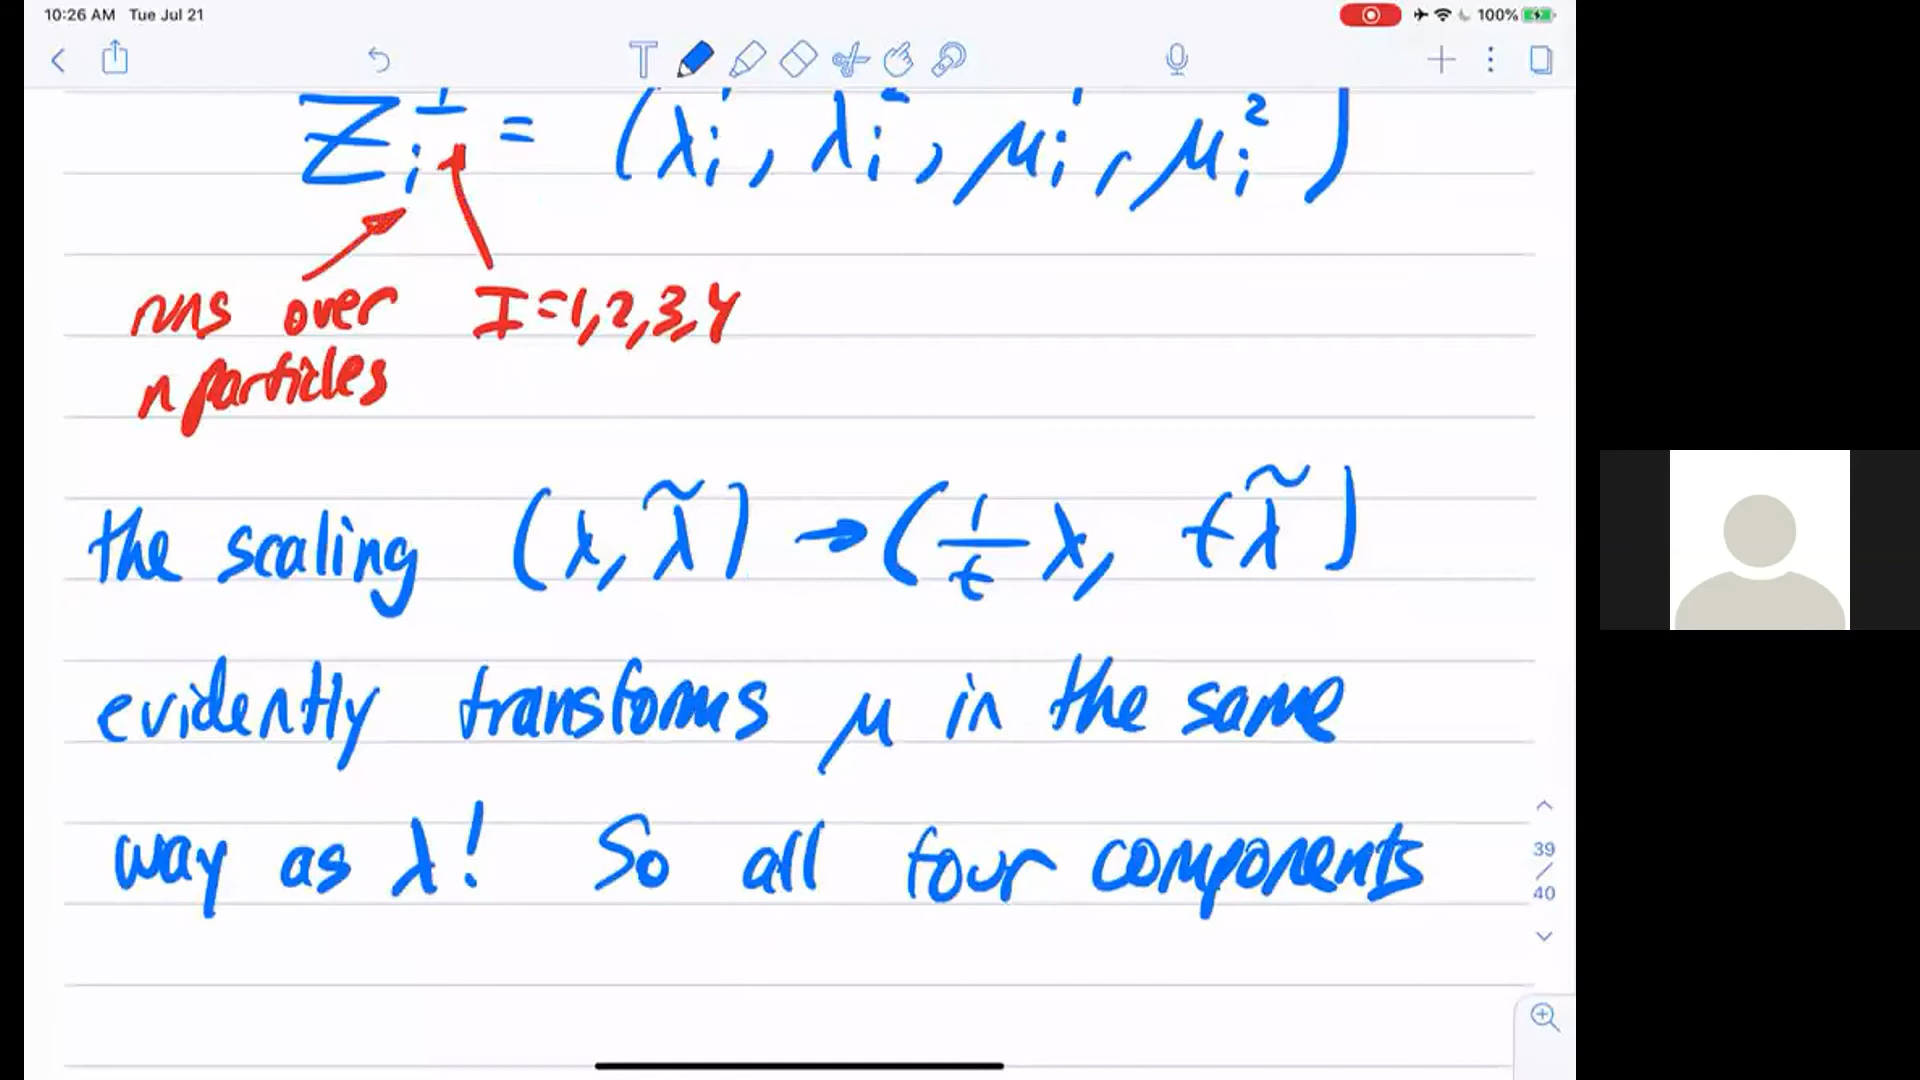 10:26 AM Tue Jul 21 100%
Z_i^I = (λ_i^1, λ_i^2, μ_i^1, μ_i^2)
runs over I=1,2,3,4
n particles
the scaling (λ, λ̃) → (1/t λ, tλ̃)
evidently transforms μ in the same
way as λ! So all four components
39
/
40